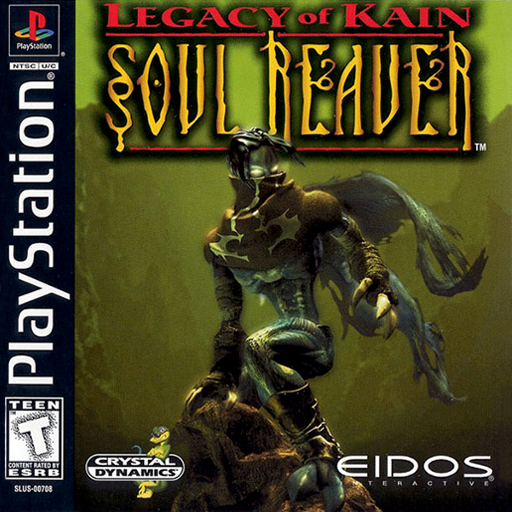 PlayStation
NTSC U/C
PlayStation
TEEN
T
CONTENT RATED BY
ESRB
SLUS-00708
LEGACY of KAIN
SOUL REAVER
TM
CRYSTAL
DYNAMICS
EIDOS
INTERACTIVE